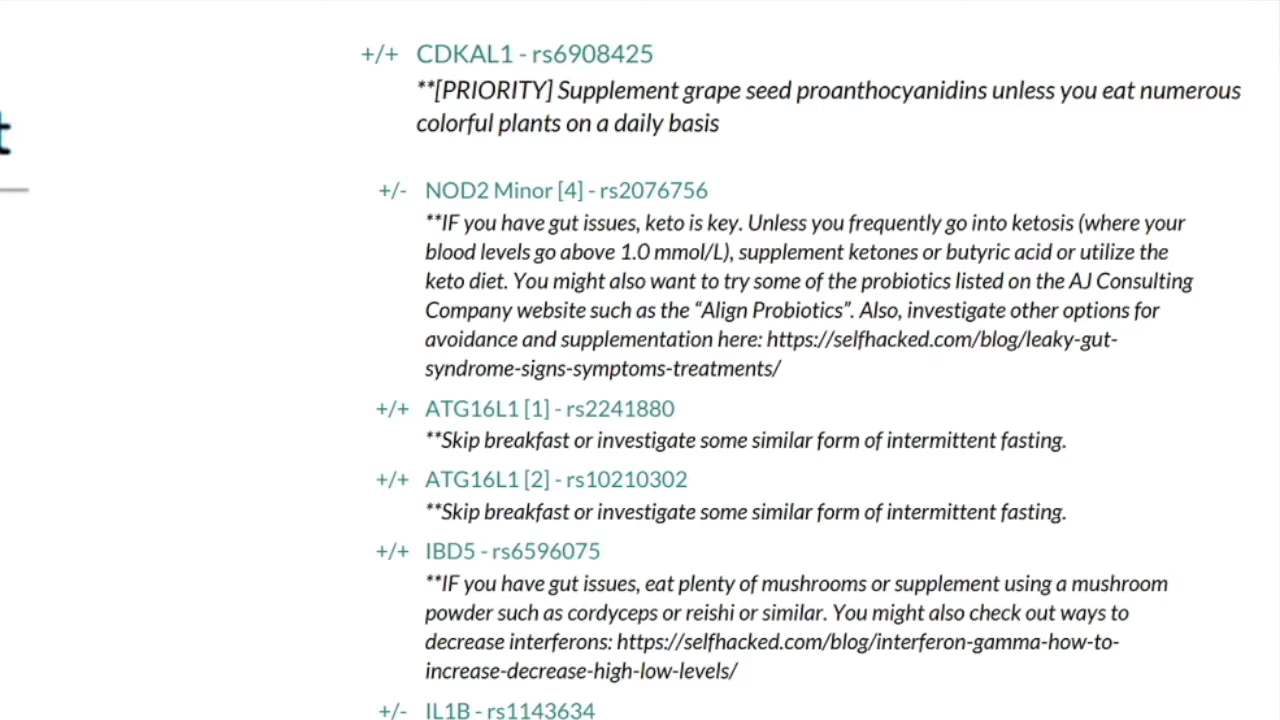 t
+/+ CDKAL1 - rs6908425
**[PRIORITY] Supplement grape seed proanthocyanidins unless you eat numerous
colorful plants on a daily basis
+/- NOD2 Minor [4] - rs2076756
**IF you have gut issues, keto is key. Unless you frequently go into ketosis (where your
blood levels go above 1.0 mmol/L), supplement ketones or butyric acid or utilize the
keto diet. You might also want to try some of the probiotics listed on the AJ Consulting
Company website such as the “Align Probiotics”. Also, investigate other options for
avoidance and supplementation here: https://selfhacked.com/blog/leaky-gut-
syndrome-signs-symptoms-treatments/
+/+ ATG16L1 [1] - rs2241880
**Skip breakfast or investigate some similar form of intermittent fasting.
+/+ ATG16L1 [2] - rs10210302
**Skip breakfast or investigate some similar form of intermittent fasting.
+/+ IBD5 - rs6596075
**IF you have gut issues, eat plenty of mushrooms or supplement using a mushroom
powder such as cordyceps or reishi or similar. You might also check out ways to
decrease interferons: https://selfhacked.com/blog/interferon-gamma-how-to-
increase-decrease-high-low-levels/
+/- IL1B - rs1143634